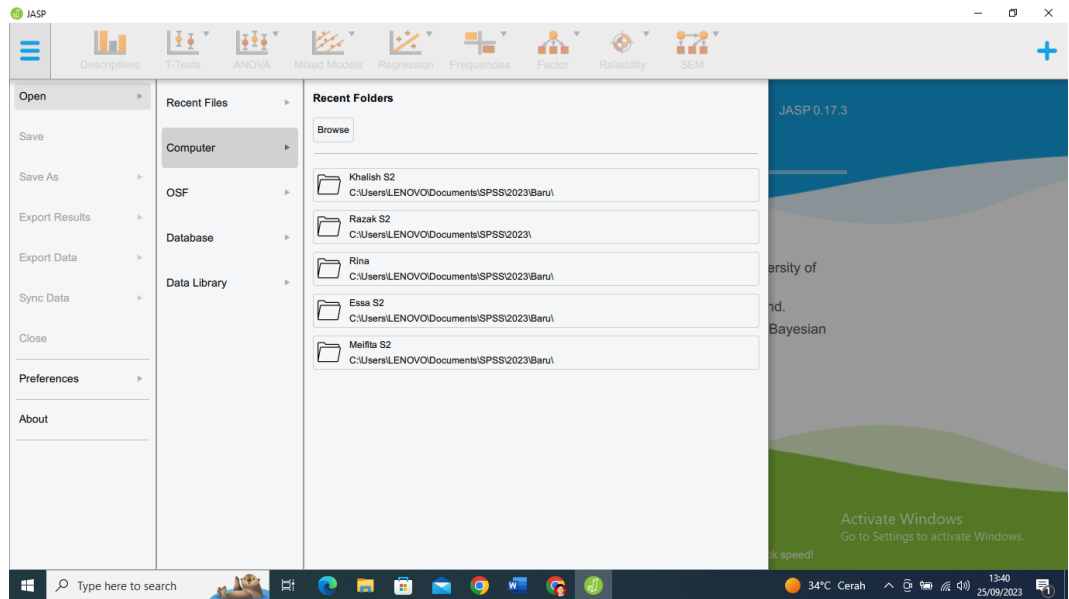 JASP
Descriptives
T-Tests
ANOVA
Mixed Models
Regression
Frequencies
Factor
Reliability
SEM
Open
Save
Save As
Export Results
Export Data
Sync Data
Close
Preferences
About
Recent Files
Computer
OSF
Database
Data Library
Recent Folders
Browse
Khalish S2
C:\Users\LENOVO\Documents\SPSS\2023\Baru\
Razak S2
C:\Users\LENOVO\Documents\SPSS\2023\
Rina
C:\Users\LENOVO\Documents\SPSS\2023\Baru\
Essa S2
C:\Users\LENOVO\Documents\SPSS\2023\Baru\
Meifita S2
C:\Users\LENOVO\Documents\SPSS\2023\Baru\
JASP 0.17.3
ersity of
nd.
Bayesian
Activate Windows
Go to Settings to activate Windows.
k speed!
Type here to search
34°C Cerah
13:40
25/09/2023
1